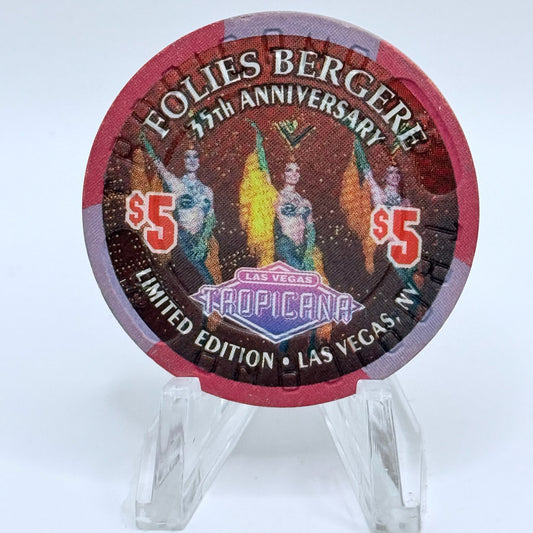 FOLIES BERGERE
35th ANNIVERSARY
$5
$5
LAS VEGAS
TROPICANA
LIMITED EDITION • LAS VEGAS, NV